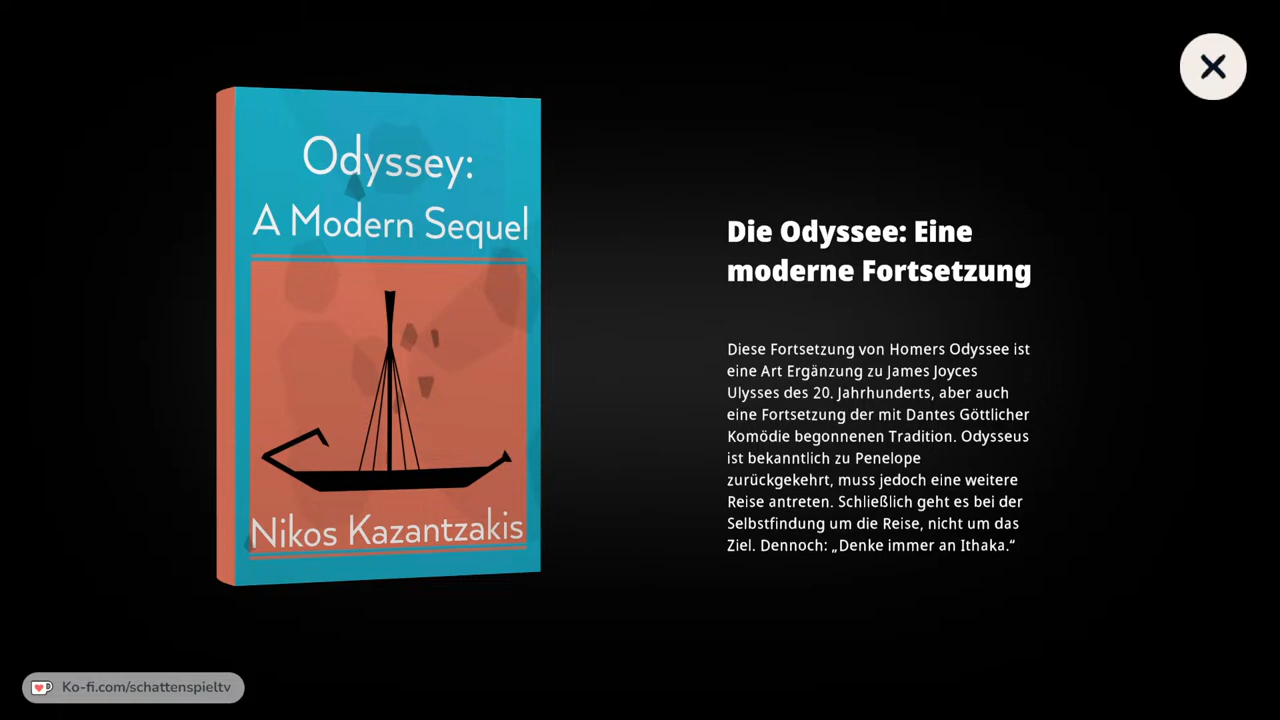 Odyssey:
A Modern Sequel
Nikos Kazantzakis
Die Odyssee: Eine
moderne Fortsetzung
Diese Fortsetzung von Homers Odyssee ist
eine Art Ergänzung zu James Joyces
Ulysses des 20. Jahrhunderts, aber auch
eine Fortsetzung der mit Dantes Göttlicher
Komödie begonnenen Tradition. Odysseus
ist bekanntlich zu Penelope
zurückgekehrt, muss jedoch eine weitere
Reise antreten. Schließlich geht es bei der
Selbstfindung um die Reise, nicht um das
Ziel. Dennoch: „Denke immer an Ithaka.“
Ko-fi.com/schattenspieltv